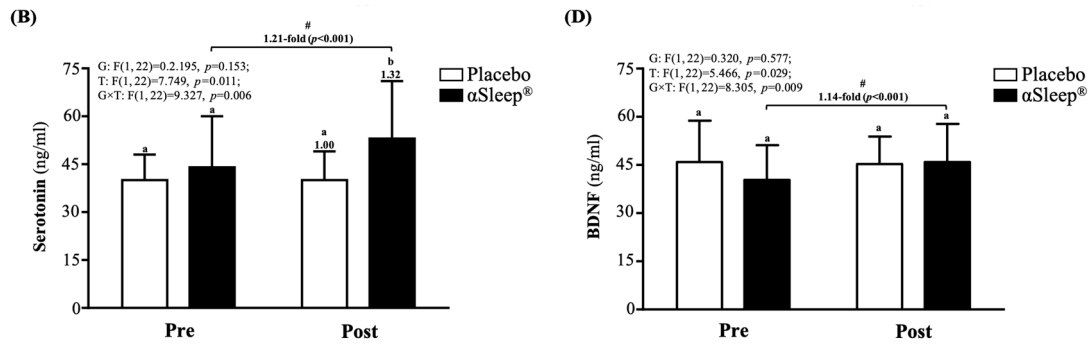 (B)
#
1.21-fold (p<0.001)
G: F(1, 22)=0.2.195, p=0.153;
T: F(1, 22)=7.749, p=0.011;
G×T: F(1, 22)=9.327, p=0.006
Placebo
αSleep®
Serotonin (ng/ml)
75
60
45
30
15
0
a
a
a
1.00
b
1.32
Pre
Post
(D)
G: F(1, 22)=0.320, p=0.577;
T: F(1, 22)=5.466, p=0.029;
G×T: F(1, 22)=8.305, p=0.009
#
1.14-fold (p<0.001)
Placebo
αSleep®
BDNF (ng/ml)
75
60
45
30
15
0
a
a
a
a
Pre
Post